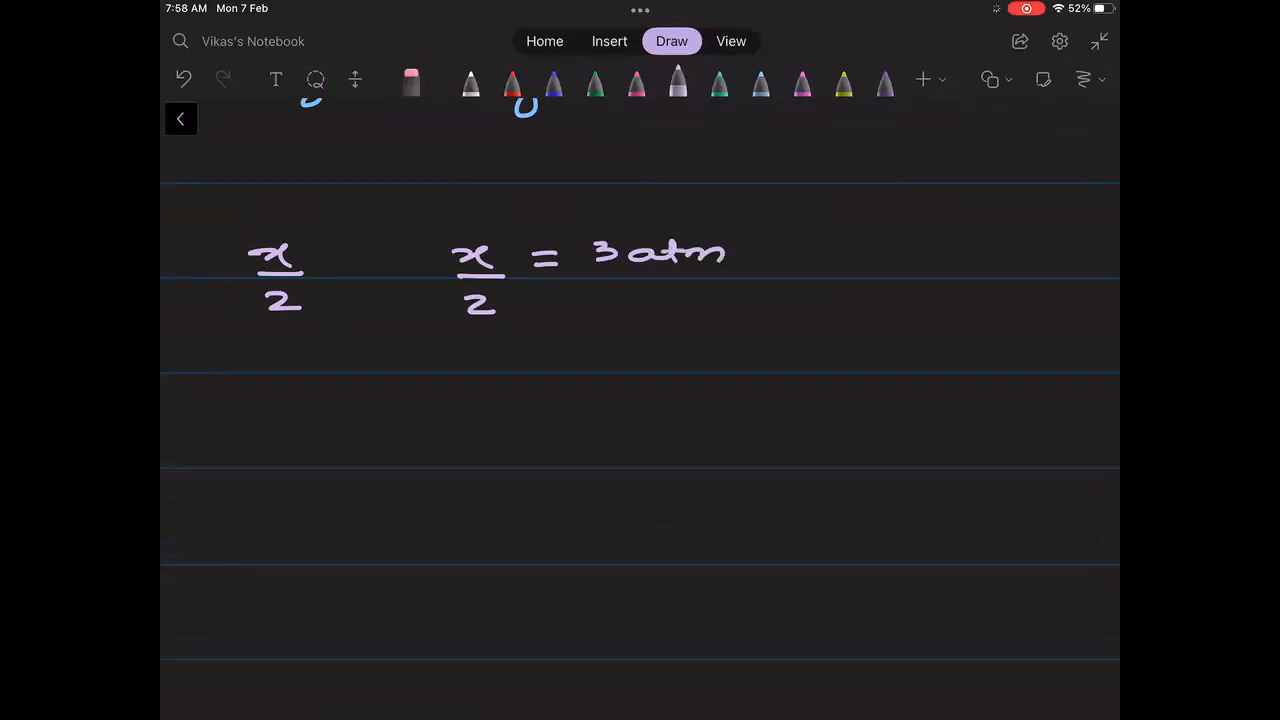 7:58 AM Mon 7 Feb 52%
Vikas's Notebook Home Insert Draw View
T
x/2 x/2 = 3 atm